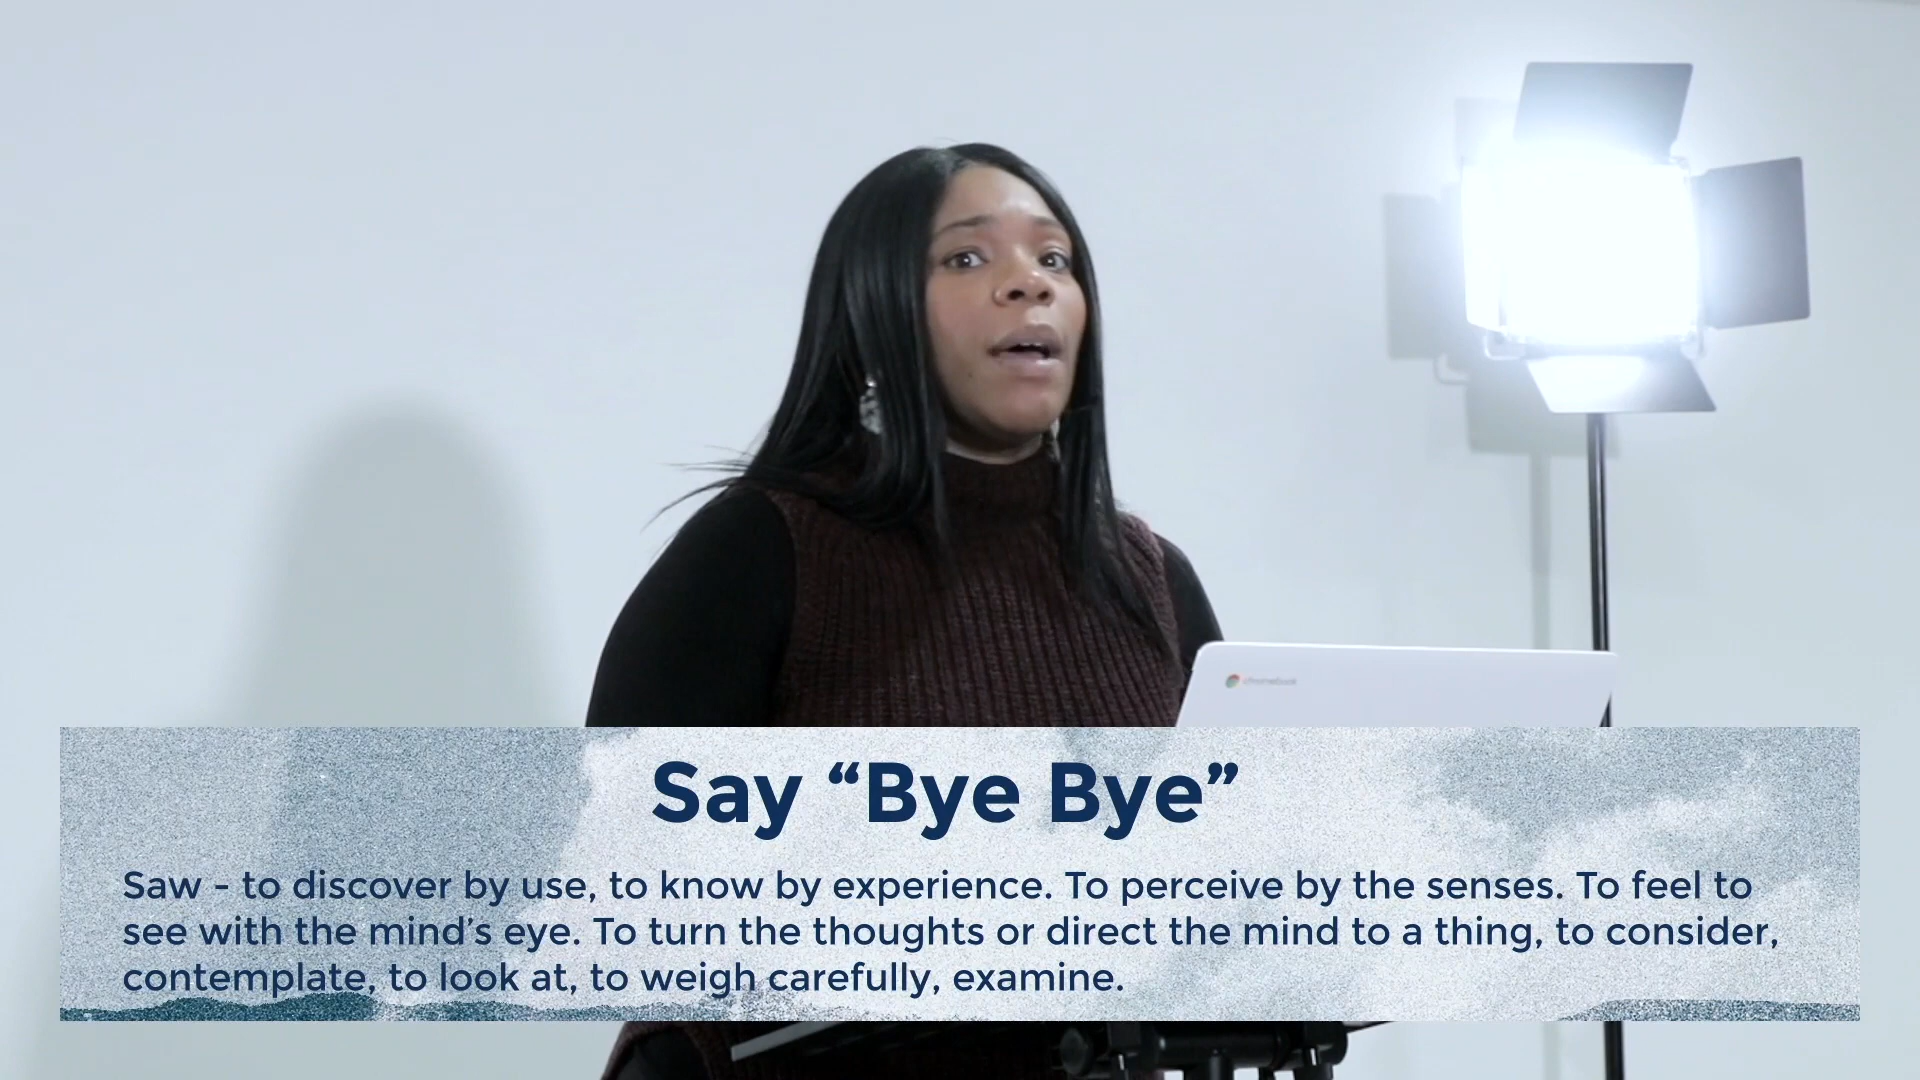 chromebook
Say “Bye Bye”
Saw - to discover by use, to know by experience. To perceive by the senses. To feel to
see with the mind’s eye. To turn the thoughts or direct the mind to a thing, to consider,
contemplate, to look at, to weigh carefully, examine.